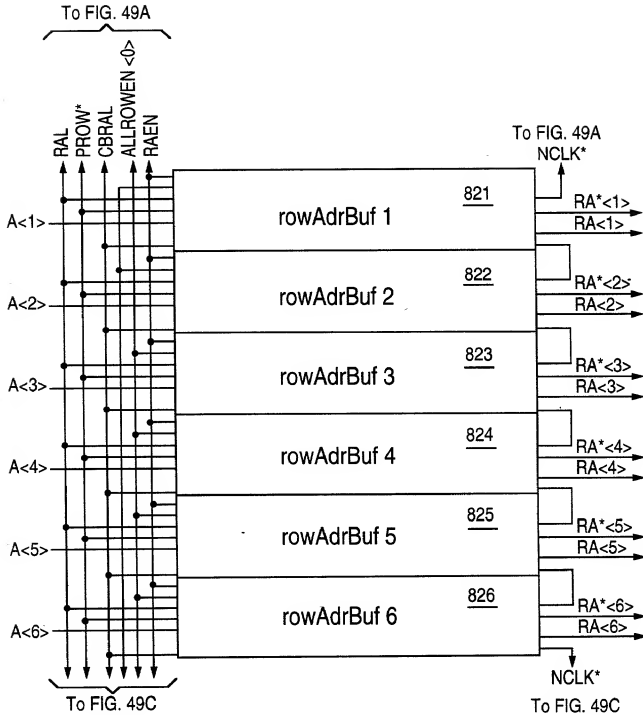 To FIG. 49A
RAL
PROW*
CBRAL
ALLROWEN <0>
RAEN
To FIG. 49A
NCLK*
821
rowAdrBuf 1
A<1>
RA*<1>
RA<1>
822
rowAdrBuf 2
A<2>
RA*<2>
RA<2>
823
rowAdrBuf 3
A<3>
RA*<3>
RA<3>
824
rowAdrBuf 4
A<4>
RA*<4>
RA<4>
825
rowAdrBuf 5
A<5>
RA*<5>
RA<5>
826
rowAdrBuf 6
A<6>
RA*<6>
RA<6>
NCLK*
To FIG. 49C
To FIG. 49C